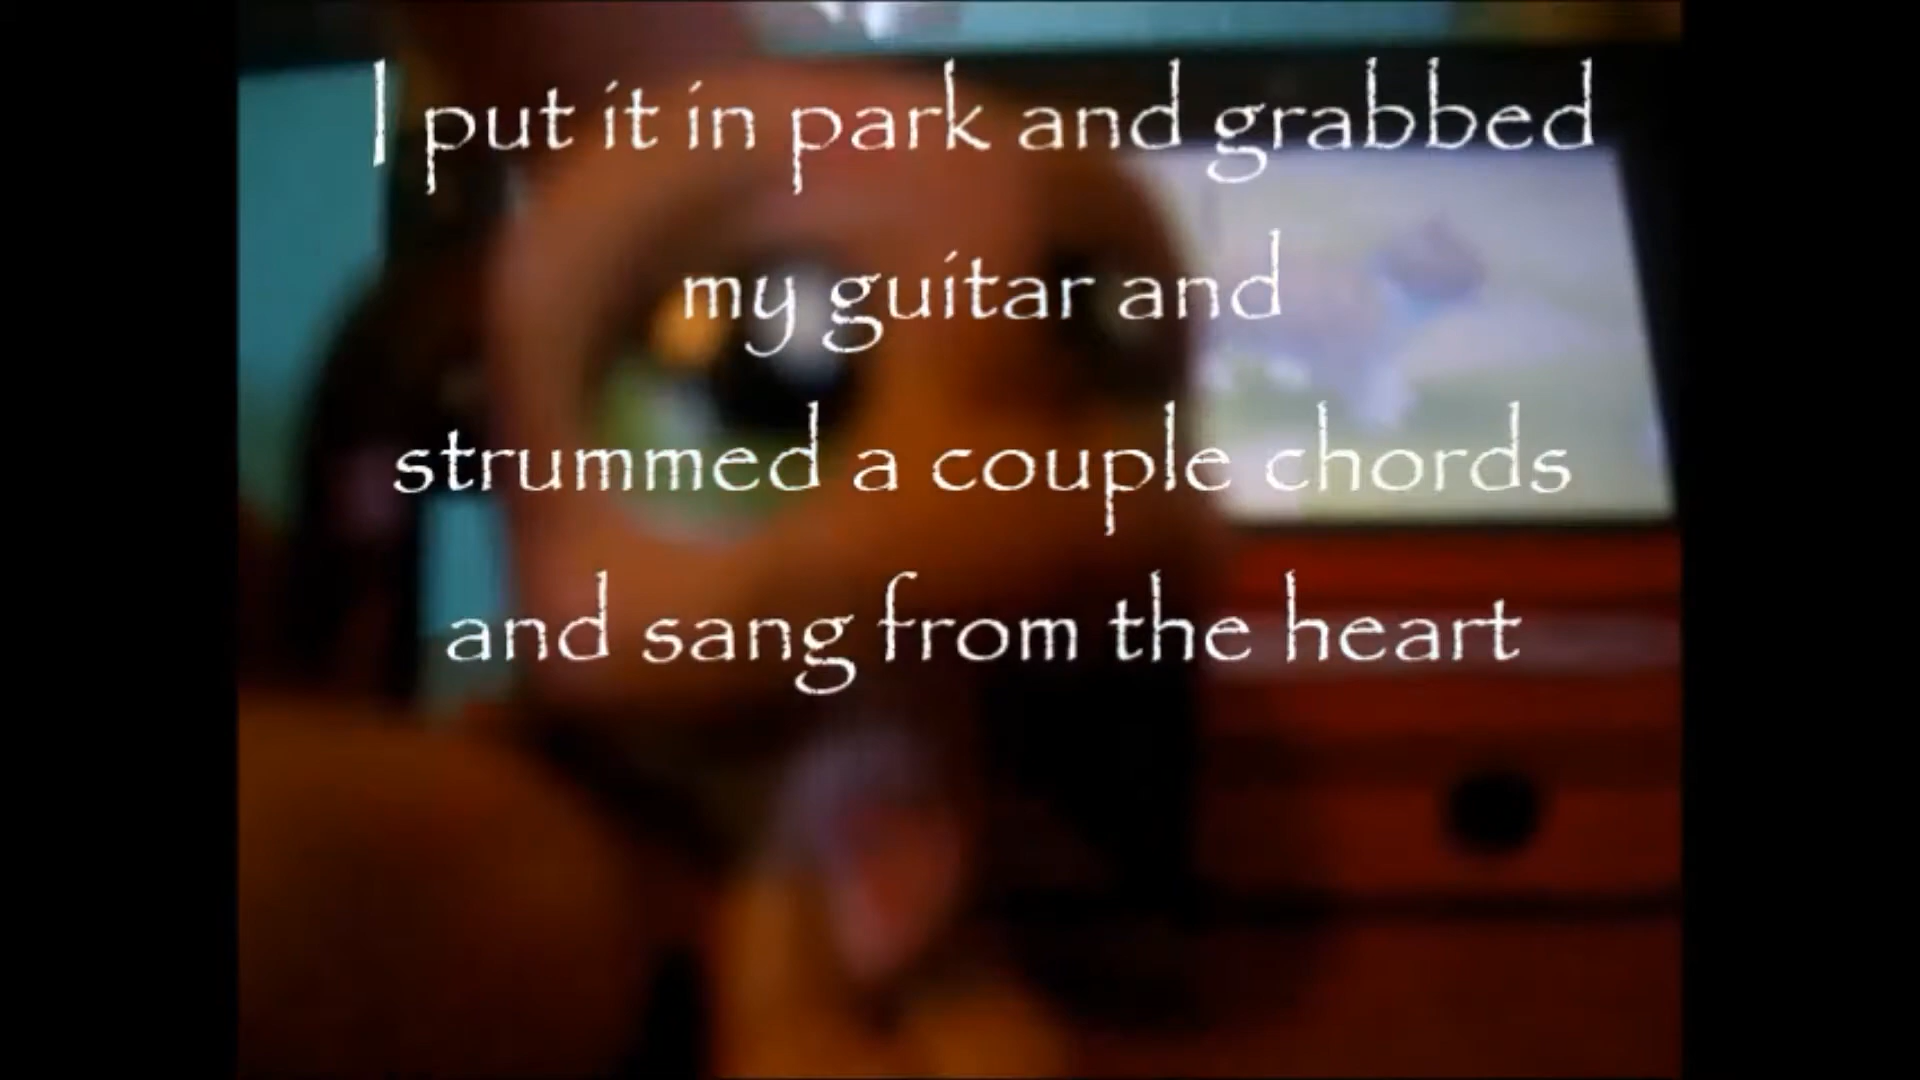 I put it in park and grabbed
my guitar and
strummed a couple chords
and sang from the heart